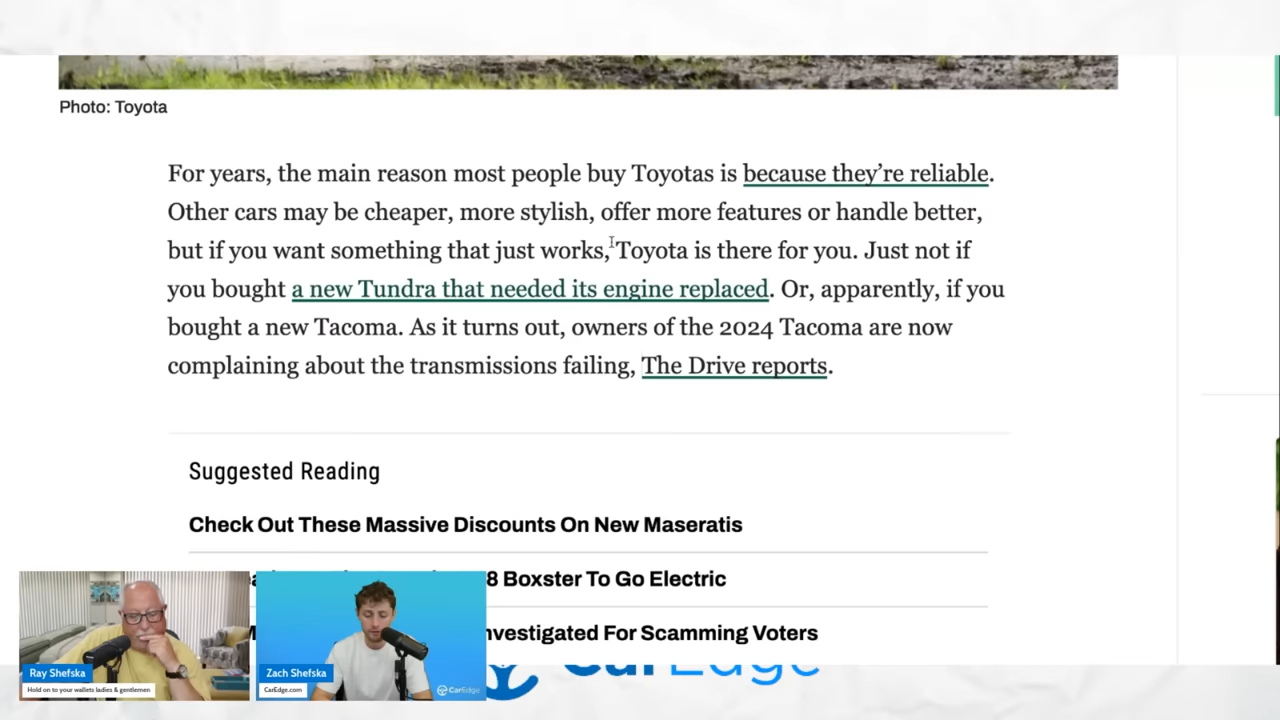 Photo: Toyota
For years, the main reason most people buy Toyotas is because they’re reliable.
Other cars may be cheaper, more stylish, offer more features or handle better,
but if you want something that just works, Toyota is there for you. Just not if
you bought a new Tundra that needed its engine replaced. Or, apparently, if you
bought a new Tacoma. As it turns out, owners of the 2024 Tacoma are now
complaining about the transmissions failing, The Drive reports.
Suggested Reading
Check Out These Massive Discounts On New Maseratis
8 Boxster To Go Electric
nvestigated For Scamming Voters
CarEdge
Ray Shefska
Hold on to your wallets ladies & gentlemen
Zach Shefska
CarEdge.com
CarEdge